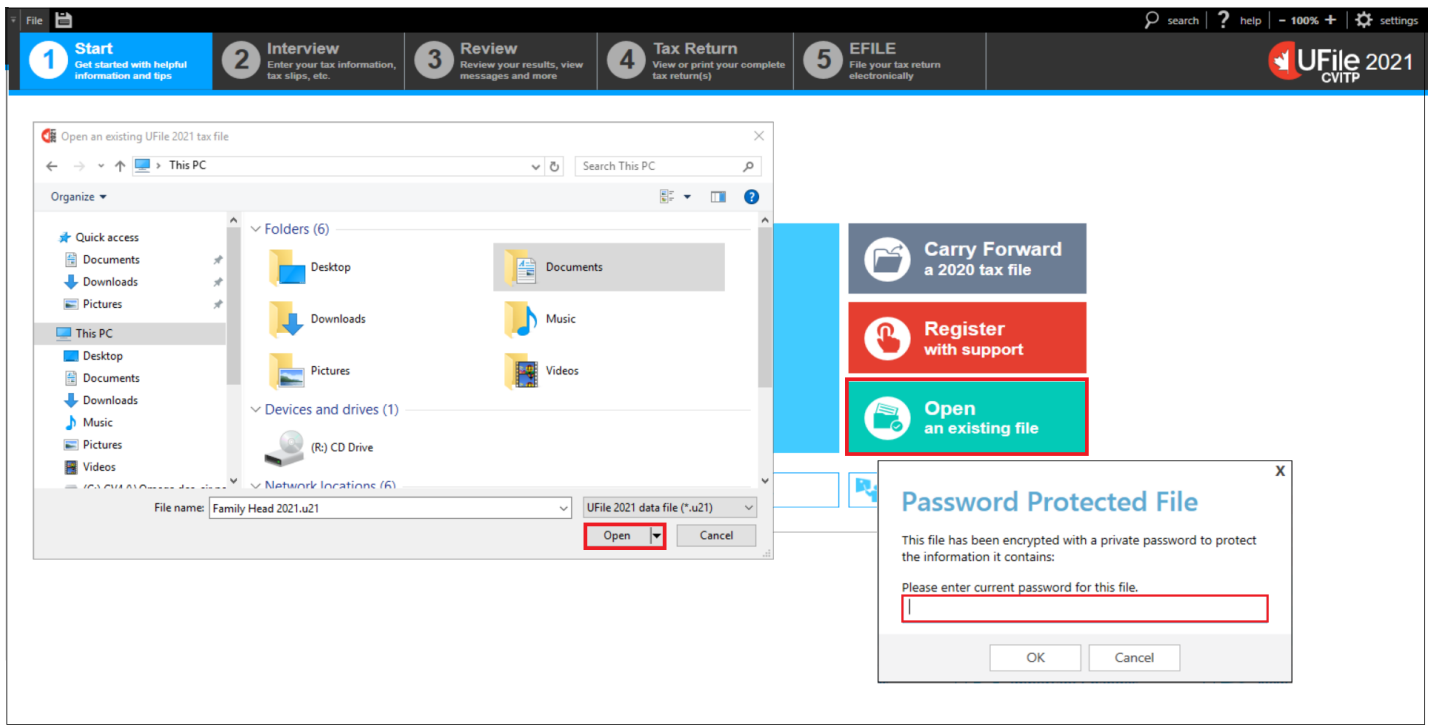 File
search
? help
- 100% +
settings
1
Start
Get started with helpful
information and tips
2
Interview
Enter your tax information,
tax slips, etc.
3
Review
Review your results, view
messages and more
4
Tax Return
View or print your complete
tax return(s)
5
EFILE
File your tax return
electronically
UFile 2021
CVITP
Open an existing UFile 2021 tax file
This PC
Search This PC
Organize
Quick access
Documents
Downloads
Pictures
This PC
Desktop
Documents
Downloads
Music
Pictures
Videos
Folders (6)
Desktop
Documents
Downloads
Music
Pictures
Videos
Devices and drives (1)
(R:) CD Drive
Network locations (6)
File name:
Family Head 2021.u21
UFile 2021 data file (*.u21)
Open
Cancel
Carry Forward
a 2020 tax file
Register
with support
Open
an existing file
X
Password Protected File
This file has been encrypted with a private password to protect
the information it contains:
Please enter current password for this file.
OK
Cancel